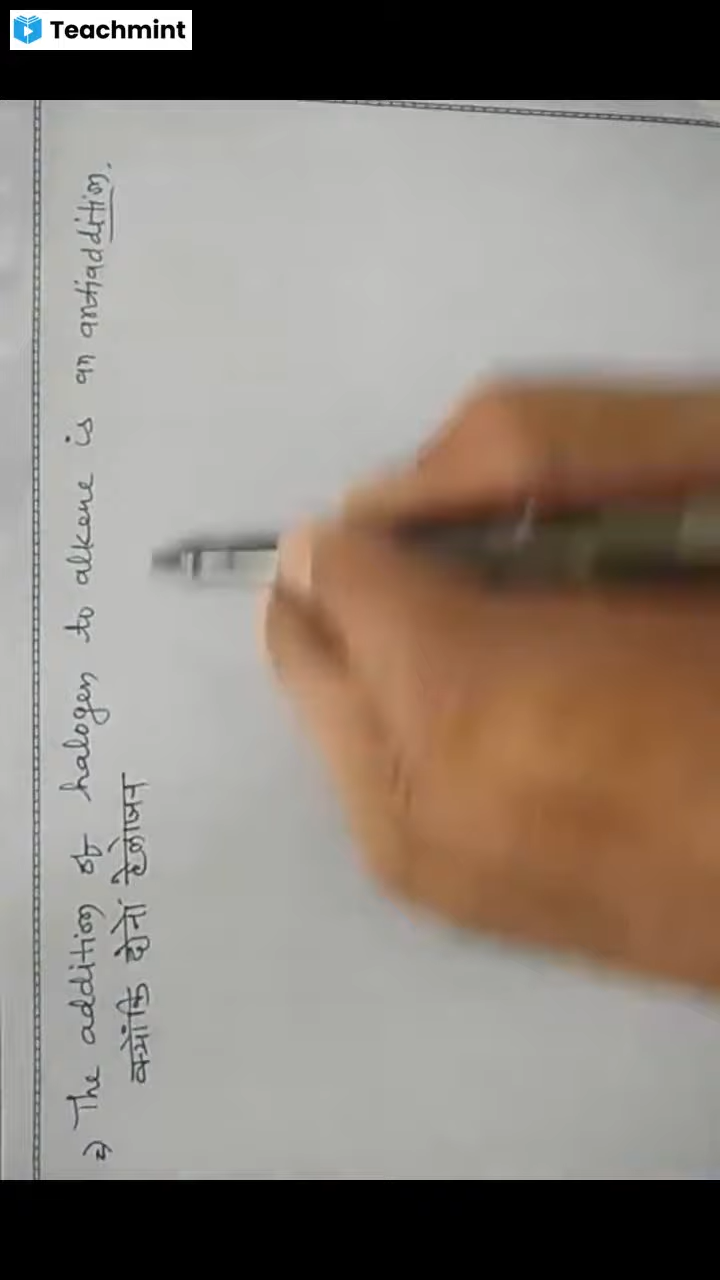 Teachmint
2) The addition of halogen to alkene is an antiaddition.
क्योंकि दोनों हैलोजन